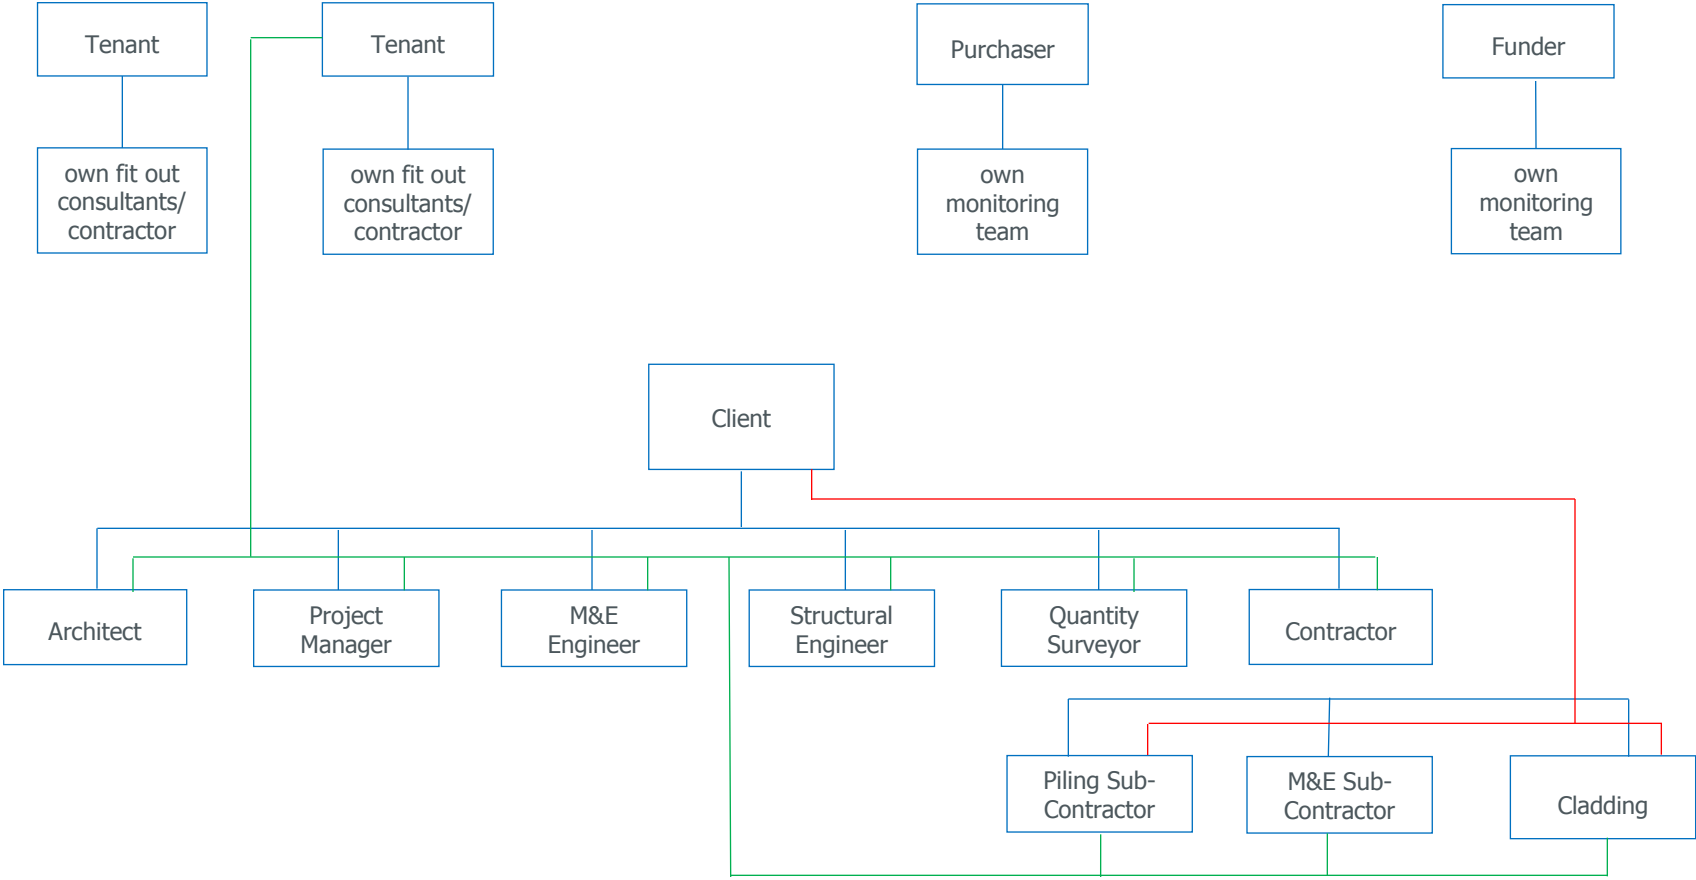 Tenant
Tenant
Purchaser
Funder
own fit out
consultants/
contractor
own fit out
consultants/
contractor
own
monitoring
team
own
monitoring
team
Client
Architect
Project
Manager
M&E
Engineer
Structural
Engineer
Quantity
Surveyor
Contractor
Piling Sub-
Contractor
M&E Sub-
Contractor
Cladding